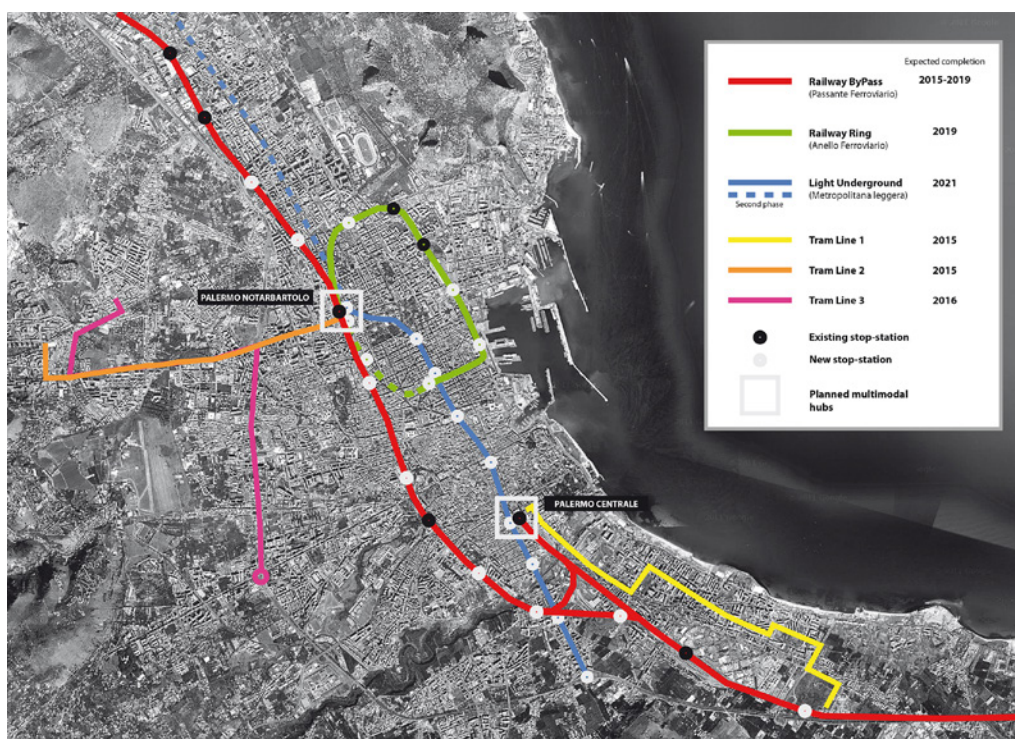 Expected completion
Railway ByPass 2015-2019
(Passante Ferroviario)
Railway Ring 2019
(Anello Ferroviario)
Light Underground 2021
(Metropolitana leggera)
Second phase
Tram Line 1 2015
Tram Line 2 2015
Tram Line 3 2016
Existing stop-station
New stop-station
Planned multimodal
hubs
PALERMO NOTARBARTOLO
PALERMO CENTRALE